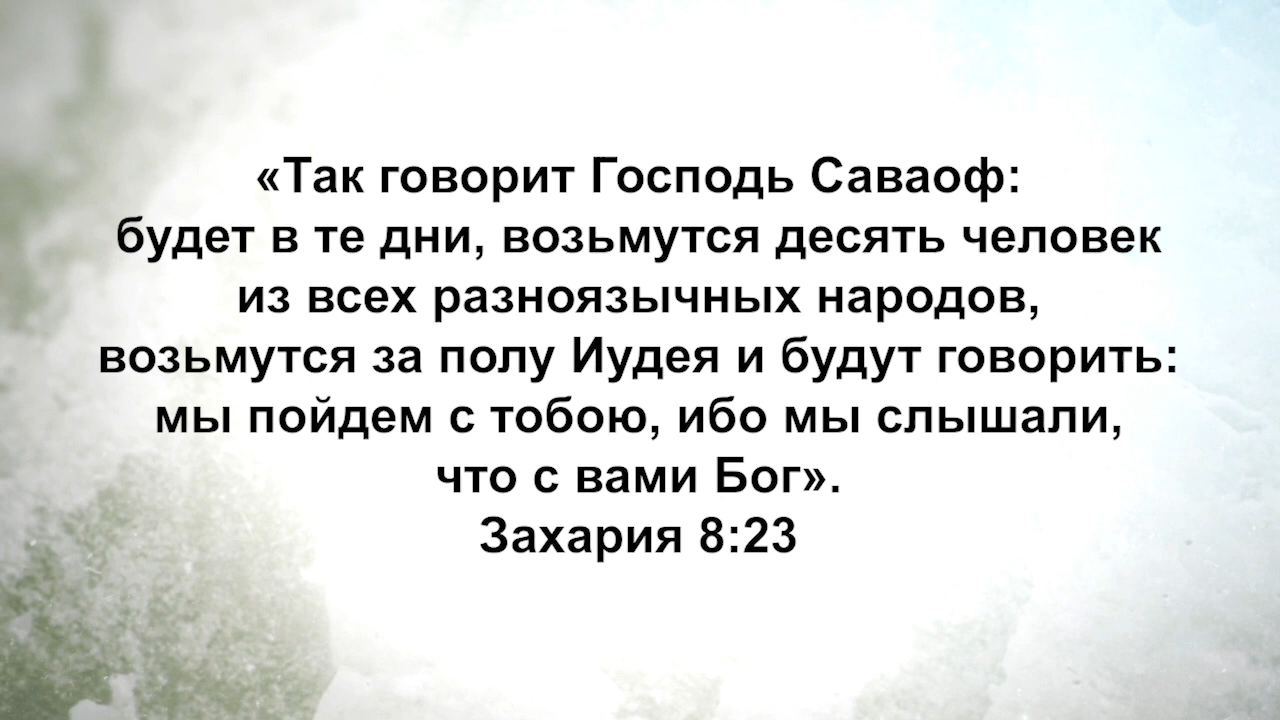 «Так говорит Господь Саваоф:
будет в те дни, возьмутся десять человек
из всех разноязычных народов,
возьмутся за полу Иудея и будут говорить:
мы пойдем с тобою, ибо мы слышали,
что с вами Бог».
Захария 8:23